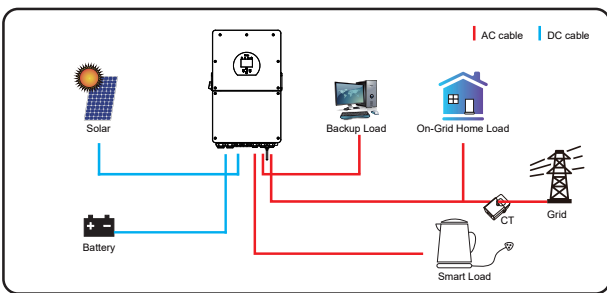 AC cable
DC cable
Solar
Backup Load
On-Grid Home Load
CT
Grid
Battery
Smart Load